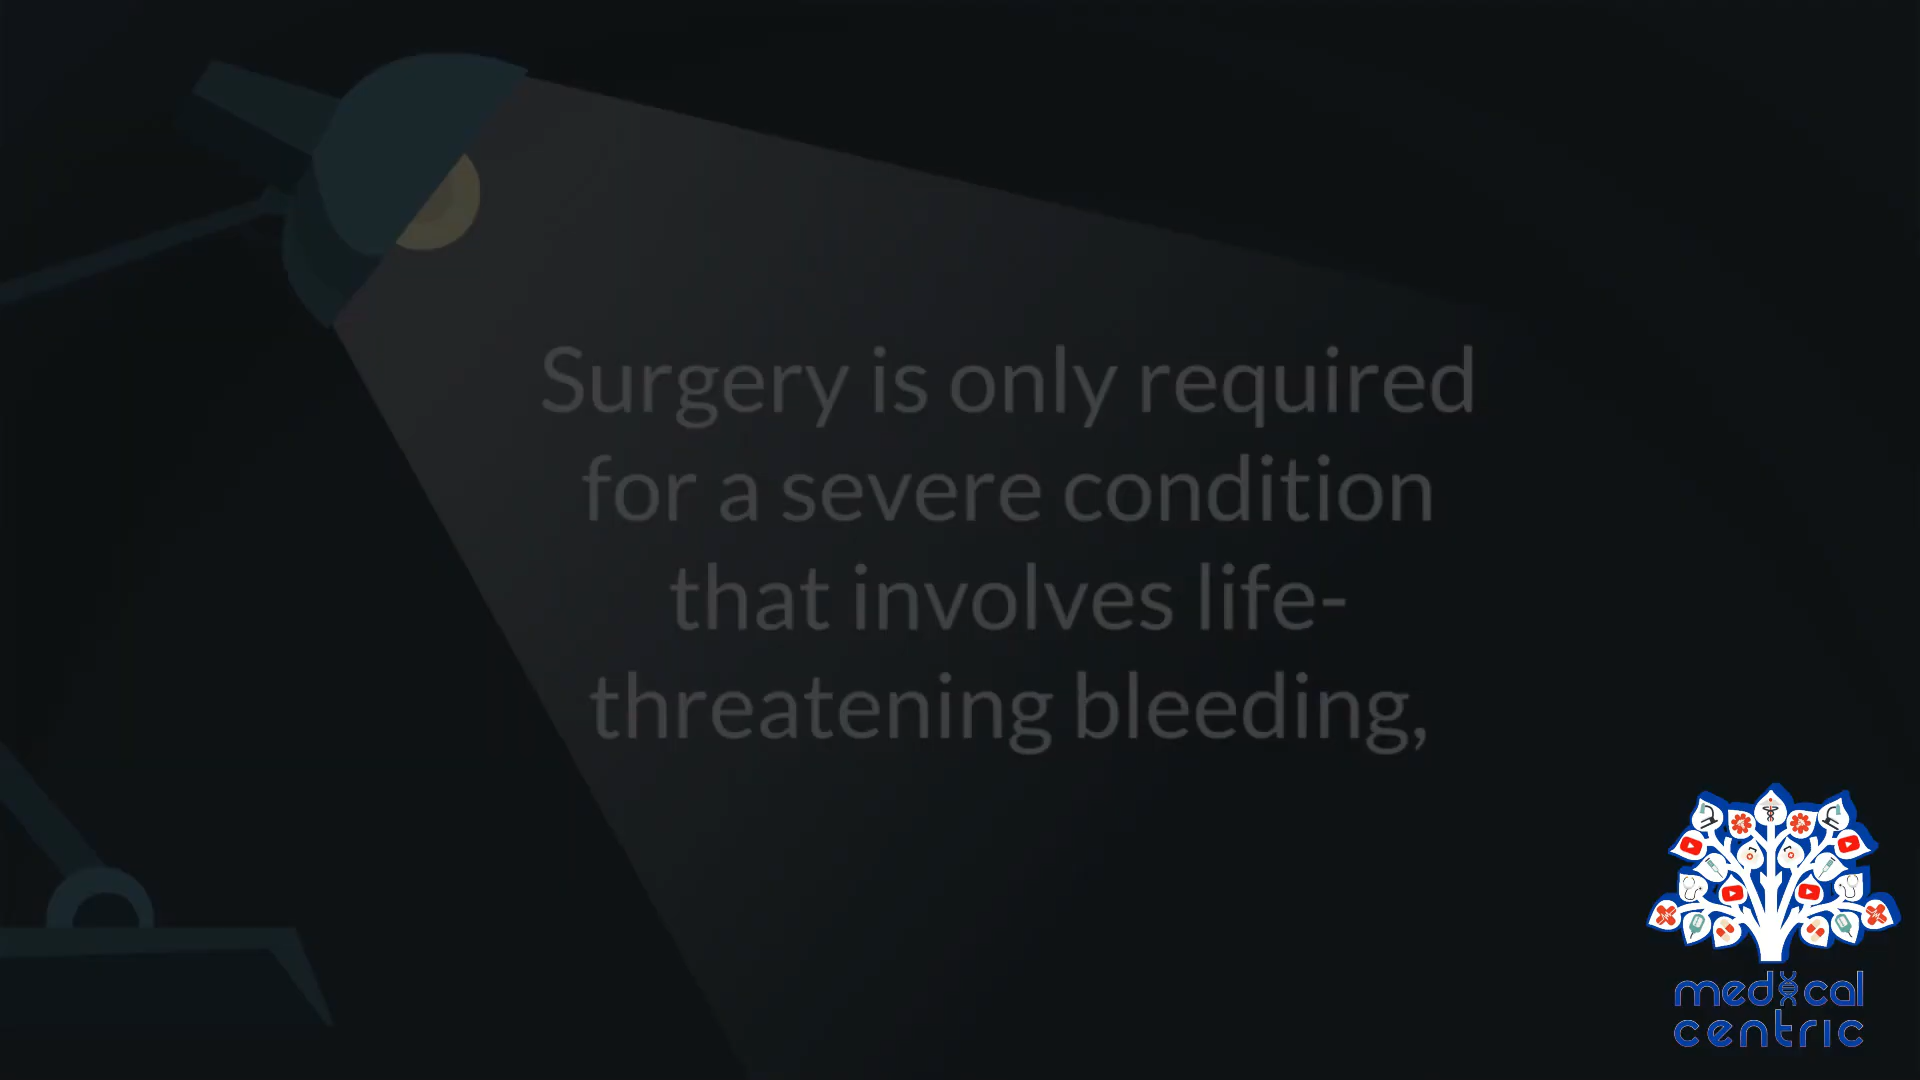 Surgery is only required
for a severe condition
that involves life-
threatening bleeding,
medical
centric